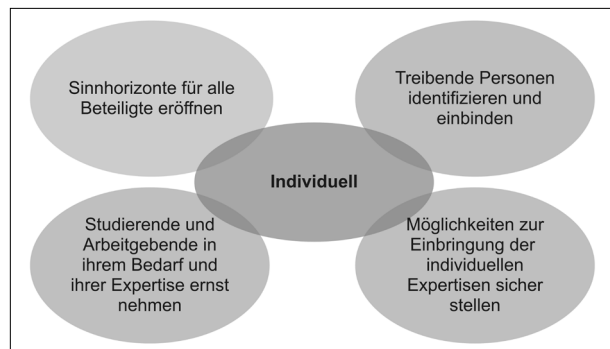 Sinnhorizonte für alle
Beteiligte eröffnen
Treibende Personen
identifizieren und
einbinden
Individuell
Studierende und
Arbeitgebende in
ihrem Bedarf und
ihrer Expertise ernst
nehmen
Möglichkeiten zur
Einbringung der
individuellen
Expertisen sicher
stellen